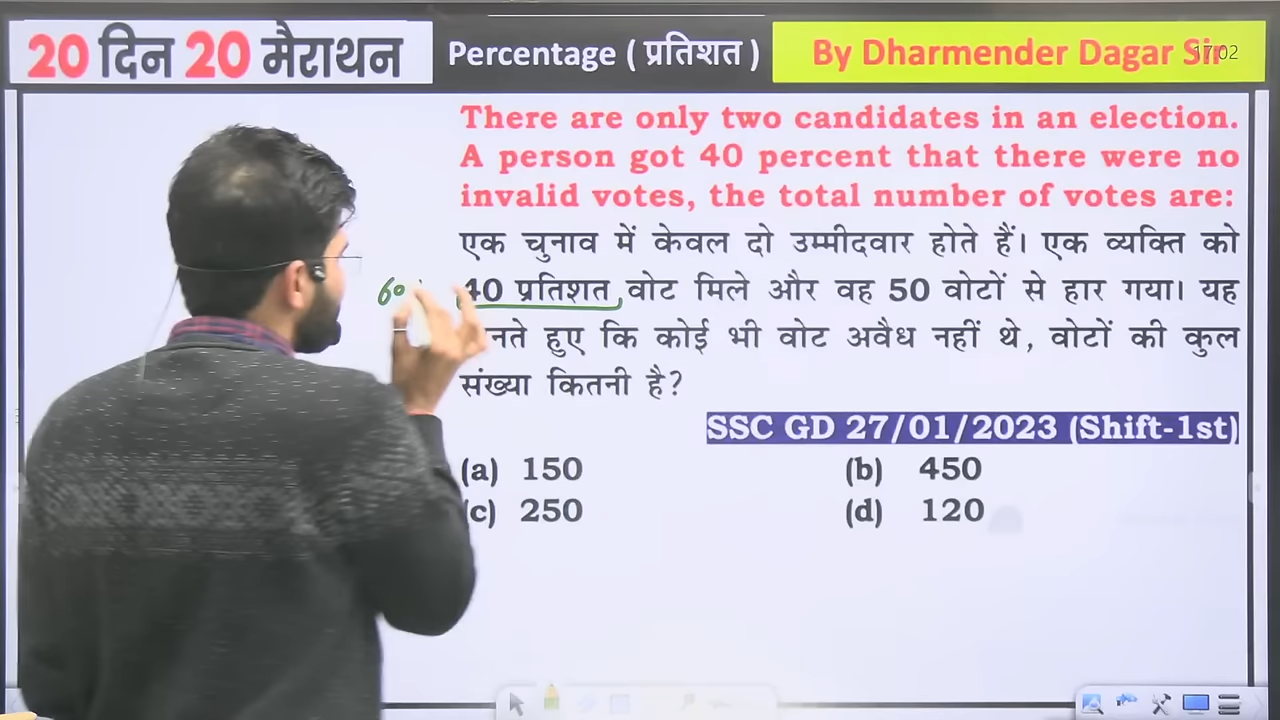 20 दिन 20 मैराथन
Percentage ( प्रतिशत )
By Dharmender Dagar Sir
17:02
There are only two candidates in an election.
A person got 40 percent that there were no
invalid votes, the total number of votes are:
एक चुनाव में केवल दो उम्मीदवार होते हैं। एक व्यक्ति को
60
40 प्रतिशत वोट मिले और वह 50 वोटों से हार गया। यह
नते हुए कि कोई भी वोट अवैध नहीं थे, वोटों की कुल
संख्या कितनी है?
SSC GD 27/01/2023 (Shift-1st)
(a) 150 (b) 450
c) 250 (d) 120